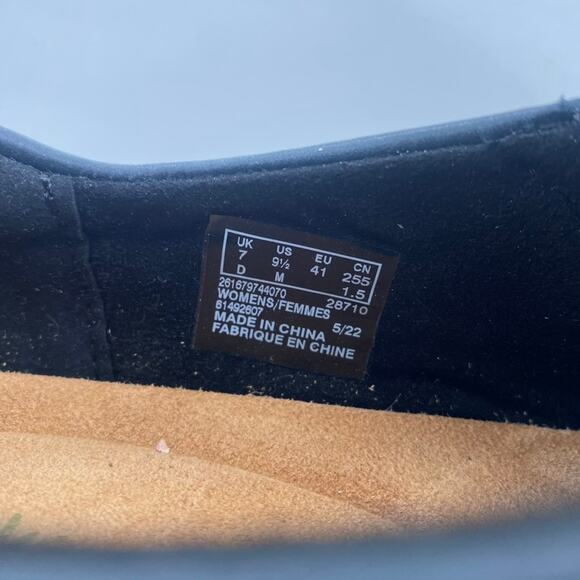 UK US EU CN
7 9½ 41 255
D M 1.5
261679744070 28710
WOMENS/FEMMES
61492607 5/22
MADE IN CHINA
FABRIQUE EN CHINE